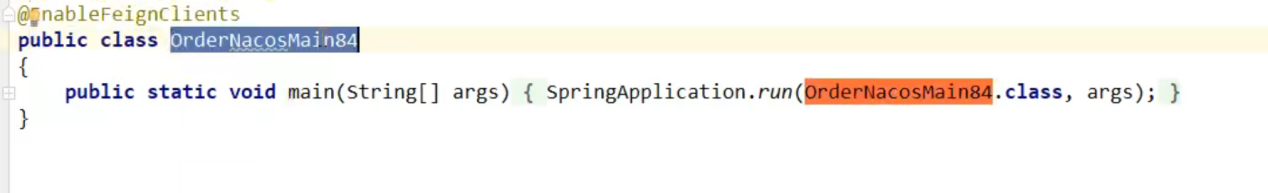 @EnableFeignClients
public class OrderNacosMain84
{
public static void main(String[] args) { SpringApplication.run(OrderNacosMain84.class, args); }
}